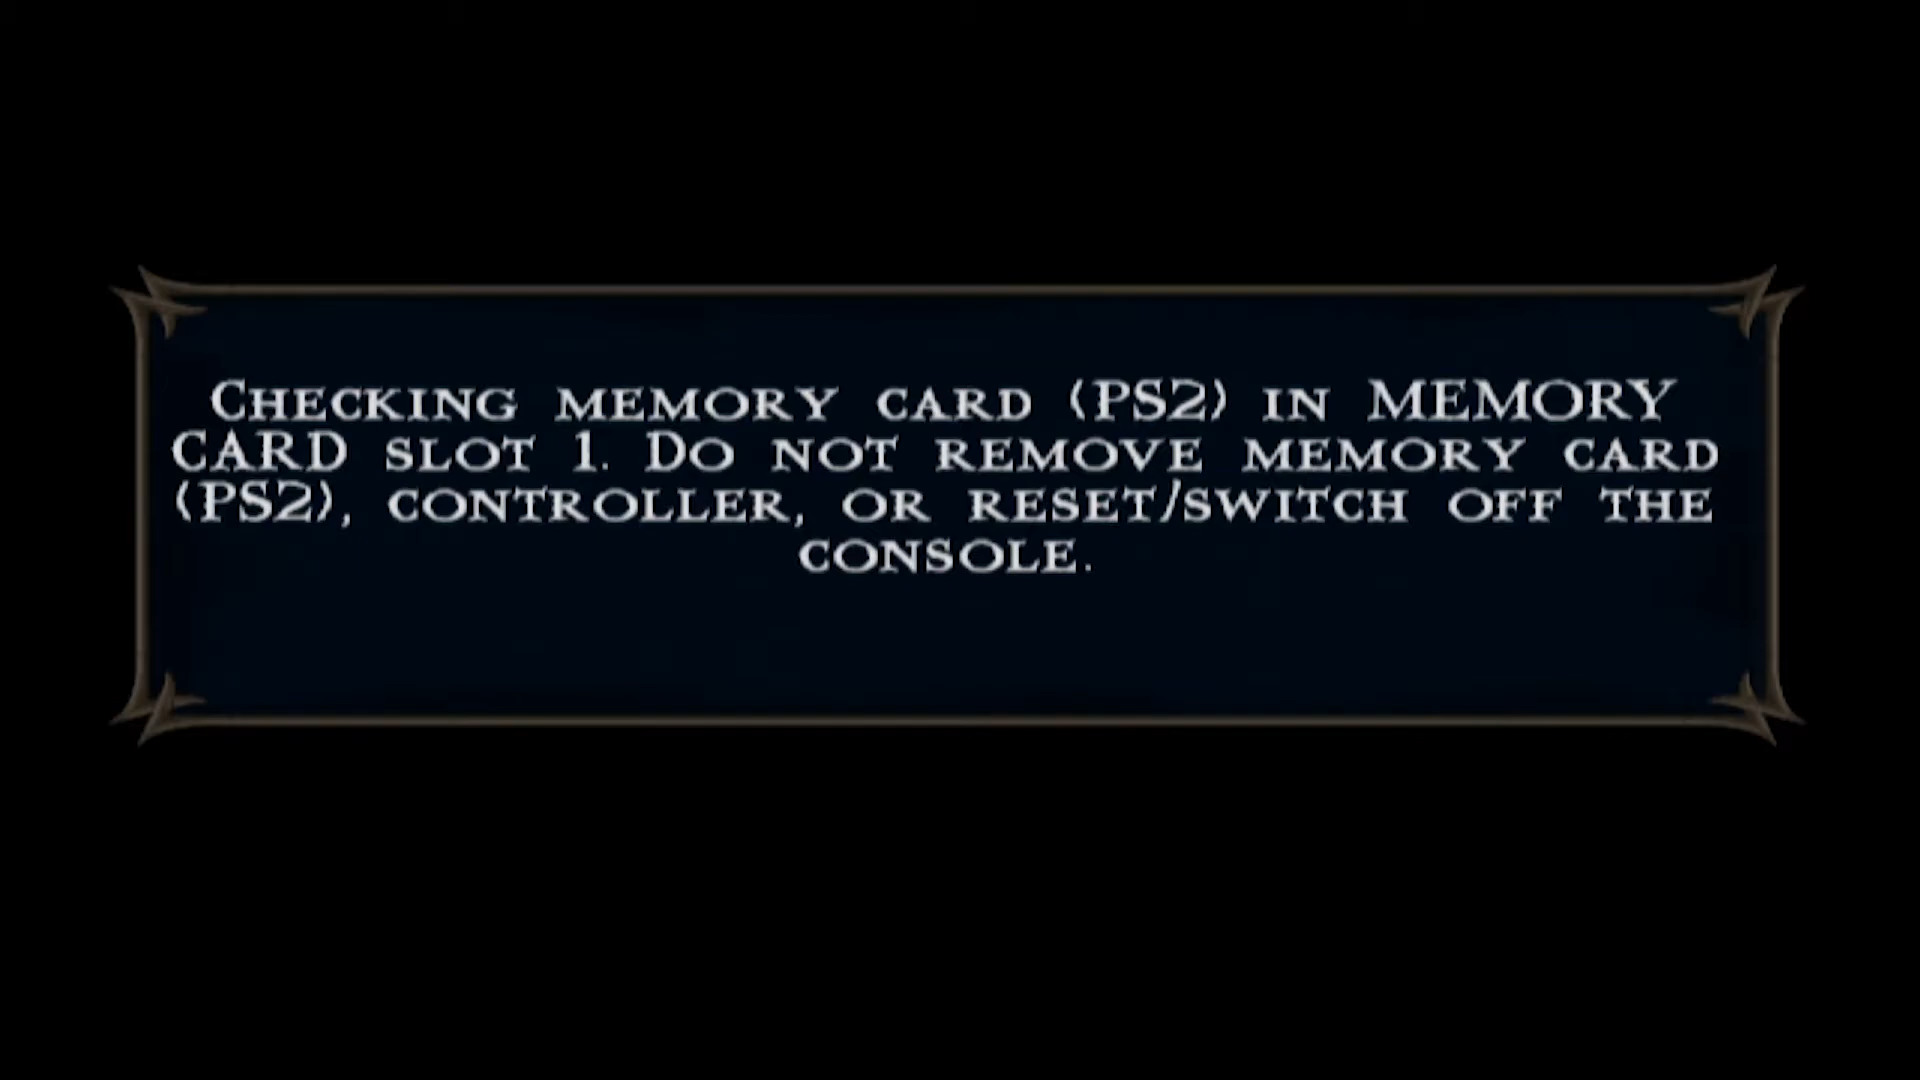 Checking memory card (PS2) in MEMORY
CARD slot 1. Do not remove memory card
(PS2), controller, or reset/switch off the
console.